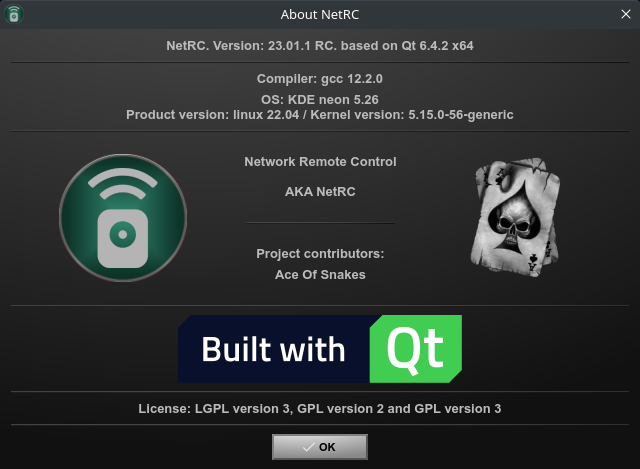 About NetRC
NetRC. Version: 23.01.1 RC. based on Qt 6.4.2 x64
Compiler: gcc 12.2.0
OS: KDE neon 5.26
Product version: linux 22.04 / Kernel version: 5.15.0-56-generic
Network Remote Control
AKA NetRC
Project contributors:
Ace Of Snakes
Built with Qt
License: LGPL version 3, GPL version 2 and GPL version 3
OK